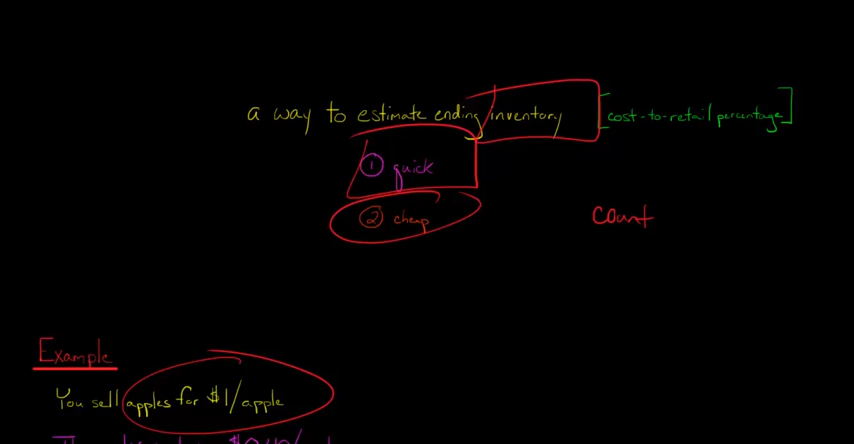 a way to estimate ending inventory [cost-to-retail percentage]
① quick
② cheap
count
Example
You sell apples for $1/apple